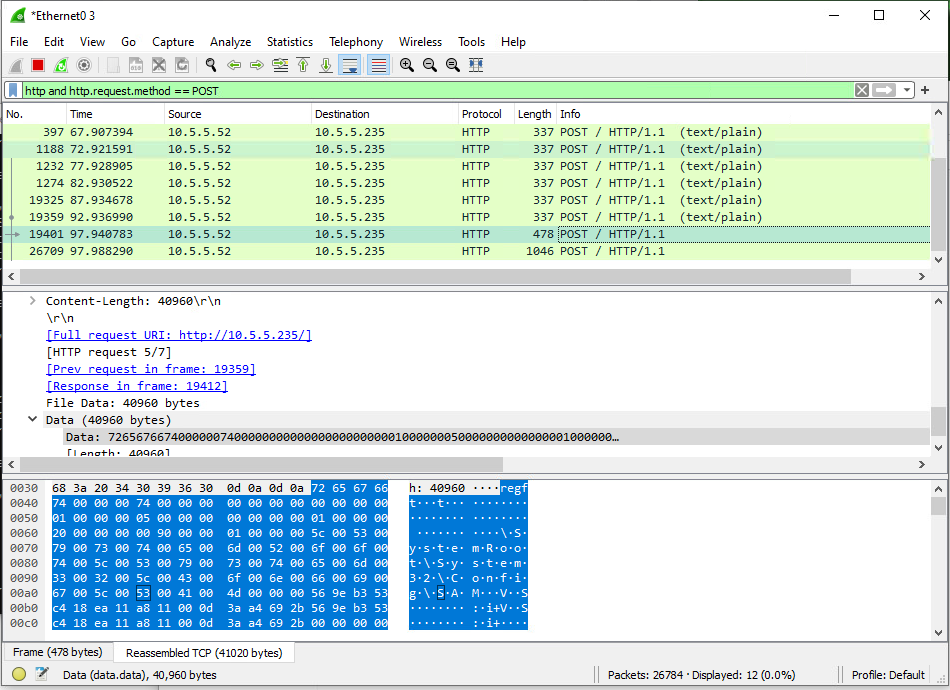 *Ethernet0 3
File Edit View Go Capture Analyze Statistics Telephony Wireless Tools Help
http and http.request.method == POST
No. Time Source Destination Protocol Length Info
397 67.907394 10.5.5.52 10.5.5.235 HTTP 337 POST / HTTP/1.1 (text/plain)
1188 72.921591 10.5.5.52 10.5.5.235 HTTP 337 POST / HTTP/1.1 (text/plain)
1232 77.928905 10.5.5.52 10.5.5.235 HTTP 337 POST / HTTP/1.1 (text/plain)
1274 82.930522 10.5.5.52 10.5.5.235 HTTP 337 POST / HTTP/1.1 (text/plain)
19325 87.934678 10.5.5.52 10.5.5.235 HTTP 337 POST / HTTP/1.1 (text/plain)
19359 92.936990 10.5.5.52 10.5.5.235 HTTP 337 POST / HTTP/1.1 (text/plain)
19401 97.940783 10.5.5.52 10.5.5.235 HTTP 478 POST / HTTP/1.1
26709 97.988290 10.5.5.52 10.5.5.235 HTTP 1046 POST / HTTP/1.1
Content-Length: 40960\r\n
\r\n
[Full request URI: http://10.5.5.235/]
[HTTP request 5/7]
[Prev request in frame: 19359]
[Response in frame: 19412]
File Data: 40960 bytes
Data (40960 bytes)
Data: 726567667400000074000000000000000000000001000000050000000000000001000000…
[Length: 40960]
0030 68 3a 20 34 30 39 36 30 0d 0a 0d 0a 72 65 67 66 h: 40960 ····regf
0040 74 00 00 00 74 00 00 00 00 00 00 00 00 00 00 00 t···t··· ········
0050 01 00 00 00 05 00 00 00 00 00 00 00 01 00 00 00 ········ ········
0060 20 00 00 00 00 90 00 00 01 00 00 00 5c 00 53 00  ······· ····\·S·
0070 79 00 73 00 74 00 65 00 6d 00 52 00 6f 00 6f 00 y·s·t·e· m·R·o·o·
0080 74 00 5c 00 53 00 79 00 73 00 74 00 65 00 6d 00 t·\·S·y· s·t·e·m·
0090 33 00 32 00 5c 00 43 00 6f 00 6e 00 66 00 69 00 3·2·\·C· o·n·f·i·
00a0 67 00 5c 00 53 00 41 00 4d 00 00 00 56 9e b3 53 g·\·S·A· M···V··S
00b0 c4 18 ea 11 a8 11 00 0d 3a a4 69 2b 56 9e b3 53 ········ :·i+V··S
00c0 c4 18 ea 11 a8 11 00 0d 3a a4 69 2b 00 00 00 00 ········ :·i+····
Frame (478 bytes) Reassembled TCP (41020 bytes)
Data (data.data), 40,960 bytes Packets: 26784 · Displayed: 12 (0.0%) Profile: Default